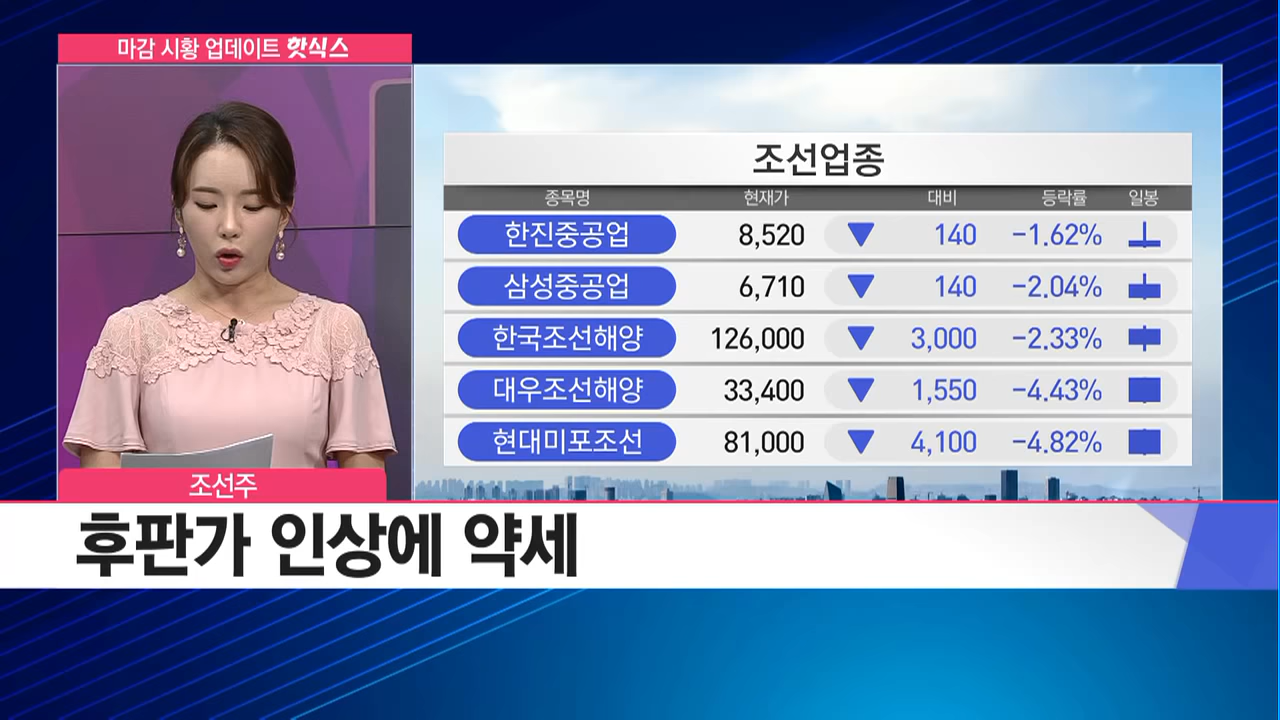 마감 시황 업데이트 핫식스
조선업종
종목명 현재가 대비 등락률 일봉
한진중공업 8,520 ▼ 140 -1.62%
삼성중공업 6,710 ▼ 140 -2.04%
한국조선해양 126,000 ▼ 3,000 -2.33%
대우조선해양 33,400 ▼ 1,550 -4.43%
현대미포조선 81,000 ▼ 4,100 -4.82%
조선주
후판가 인상에 약세